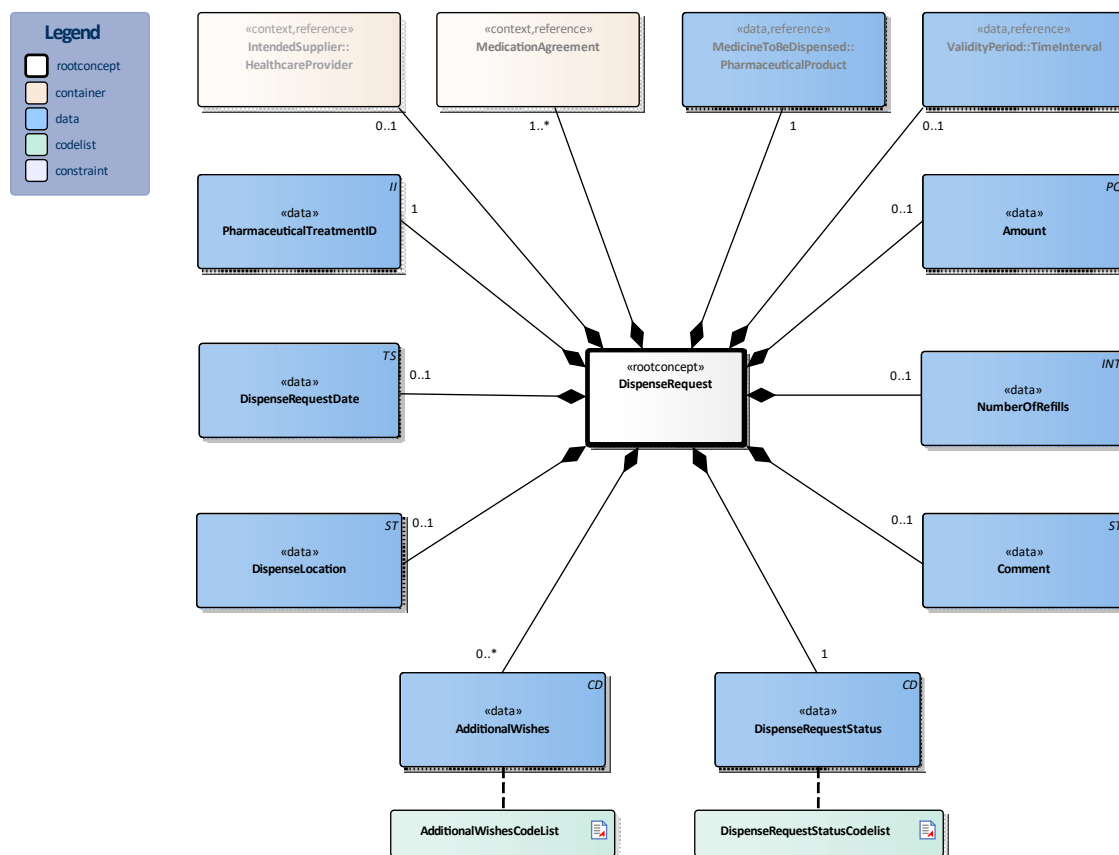 Legend
rootconcept
container
data
codelist
constraint
«context,reference»
IntendedSupplier::
HealthcareProvider
0..1
«context,reference»
MedicationAgreement
1..*
«data,reference»
MedicineToBeDispensed::
PharmaceuticalProduct
1
«data,reference»
ValidityPeriod::TimeInterval
0..1
II
«data»
PharmaceuticalTreatmentID
1
PQ
«data»
Amount
0..1
«rootconcept»
DispenseRequest
TS
«data»
DispenseRequestDate
0..1
INT
«data»
NumberOfRefills
0..1
ST
«data»
DispenseLocation
0..1
ST
«data»
Comment
0..1
0..*
1
CD
«data»
AdditionalWishes
CD
«data»
DispenseRequestStatus
AdditionalWishesCodeList
DispenseRequestStatusCodelist